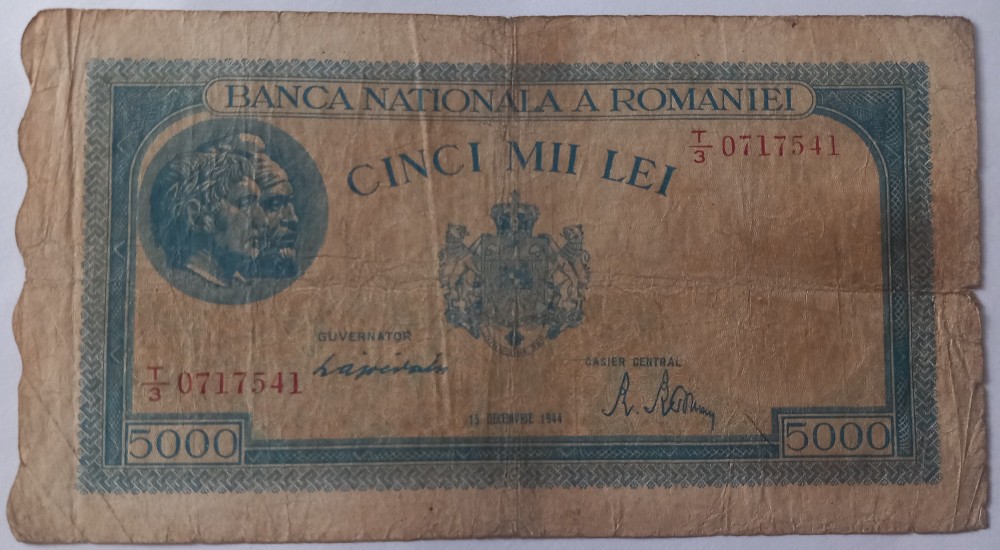 BANCA NATIONALA A ROMANIEI
CINCI MII LEI
T/3 0717541
GUVERNATOR
CASIER CENTRAL
T/3 0717541
15 DECEMVRIE 1944
5000
5000